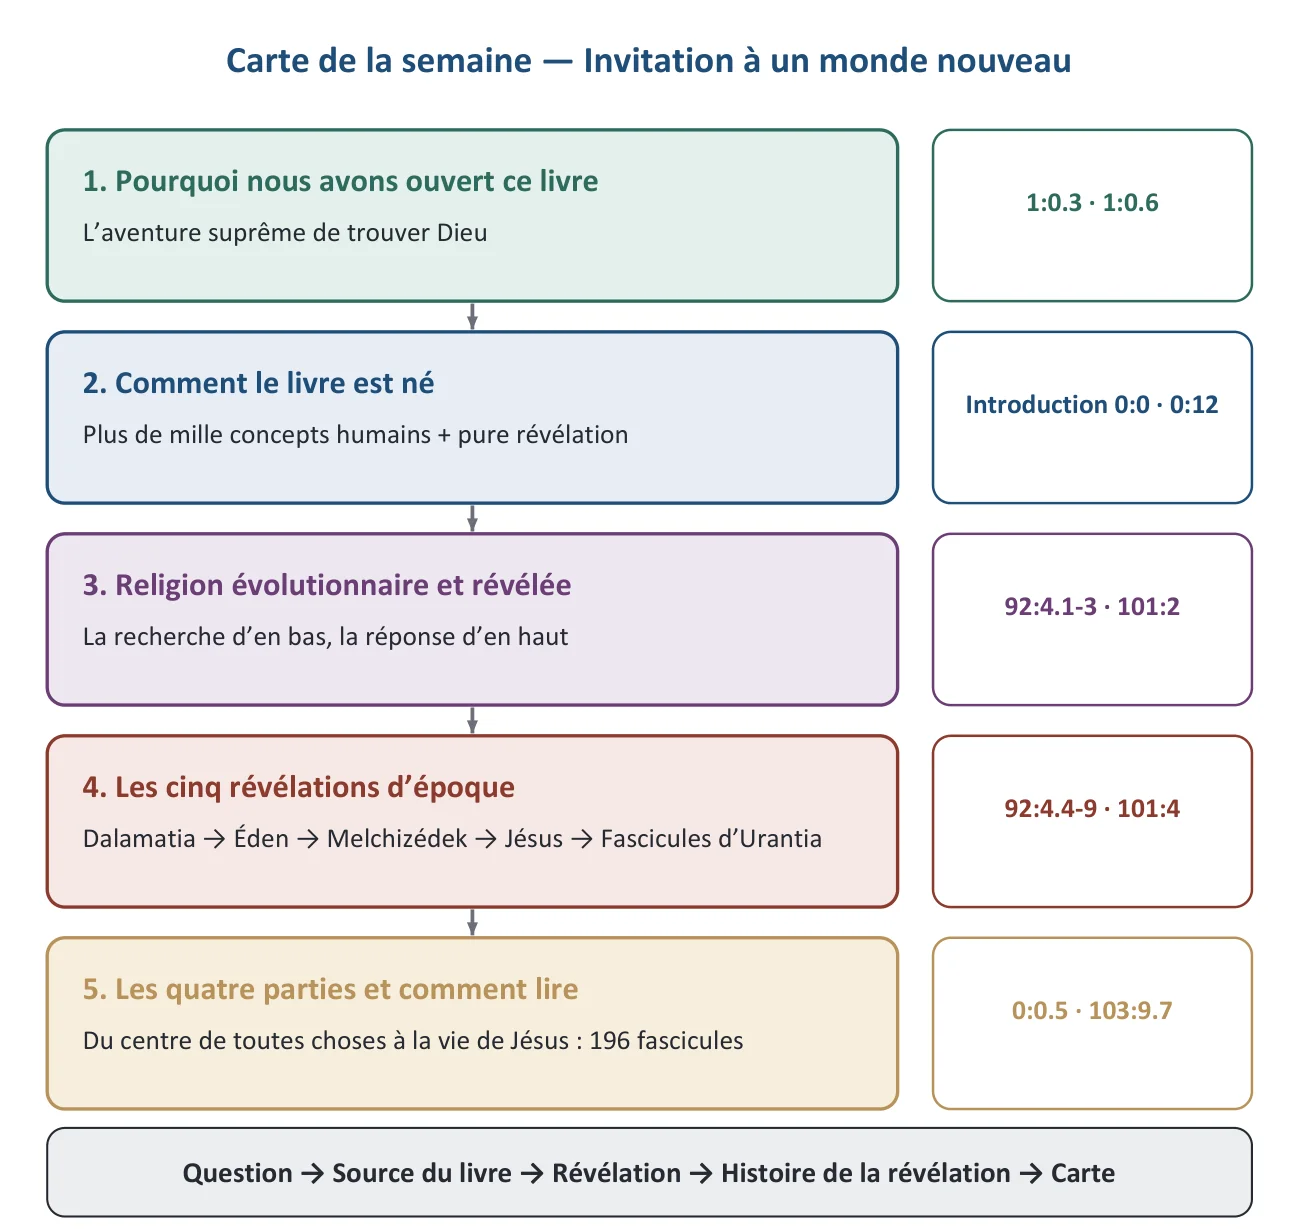 Carte de la semaine — Invitation à un monde nouveau
1. Pourquoi nous avons ouvert ce livre
L’aventure suprême de trouver Dieu
1:0.3 · 1:0.6
2. Comment le livre est né
Plus de mille concepts humains + pure révélation
Introduction 0:0 · 0:12
3. Religion évolutionnaire et révélée
La recherche d’en bas, la réponse d’en haut
92:4.1-3 · 101:2
4. Les cinq révélations d’époque
Dalamatia → Éden → Melchizédek → Jésus → Fascicules d’Urantia
92:4.4-9 · 101:4
5. Les quatre parties et comment lire
Du centre de toutes choses à la vie de Jésus : 196 fascicules
0:0.5 · 103:9.7
Question → Source du livre → Révélation → Histoire de la révélation → Carte